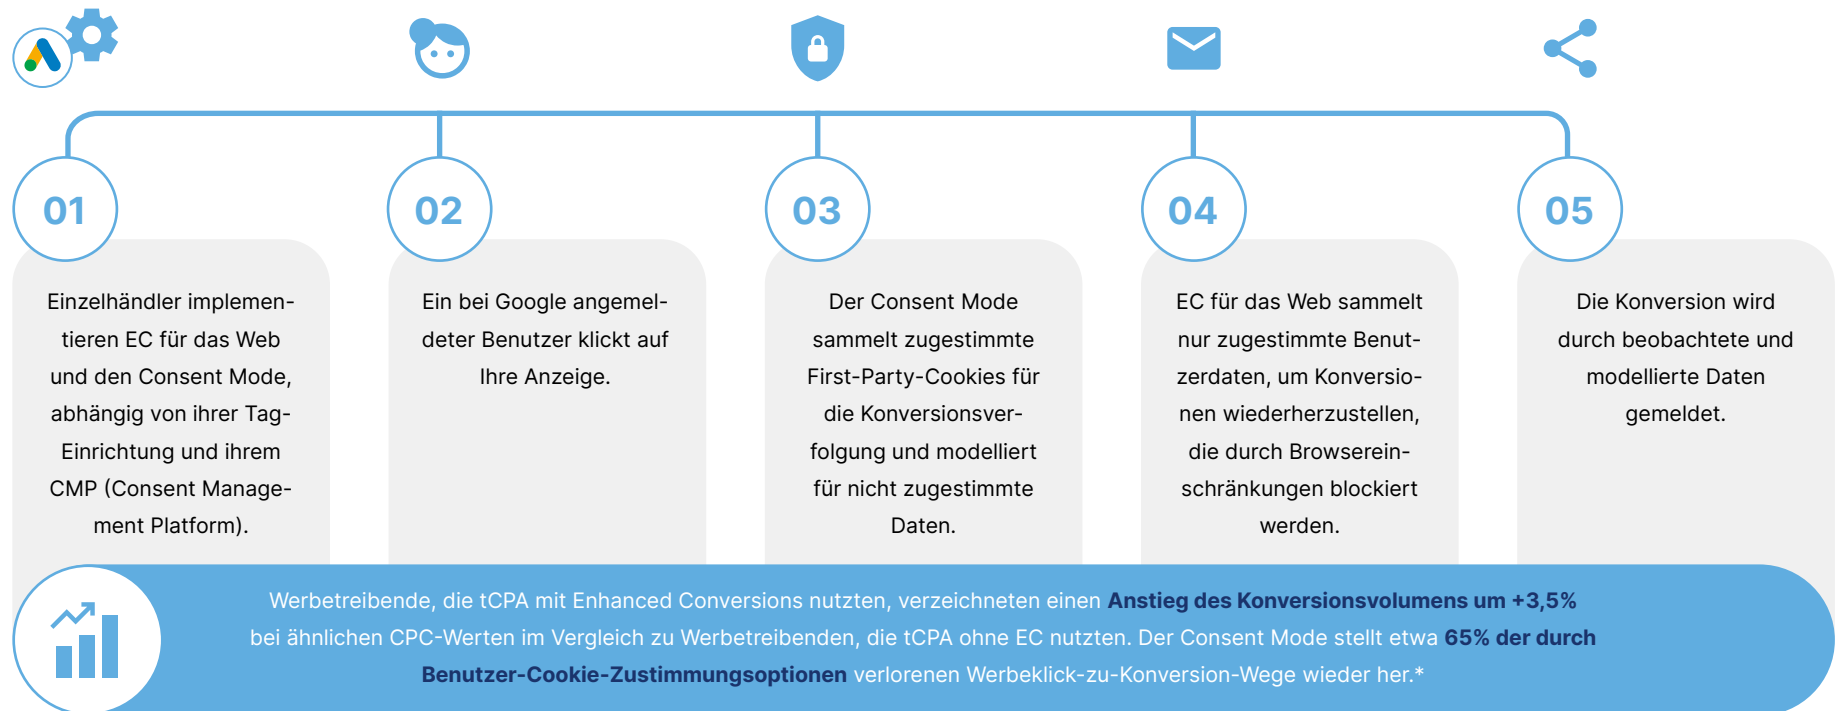 01
Einzelhändler implemen-
tieren EC für das Web
und den Consent Mode,
abhängig von ihrer Tag-
Einrichtung und ihrem
CMP (Consent Manage-
ment Platform).
02
Ein bei Google angemel-
deter Benutzer klickt auf
Ihre Anzeige.
03
Der Consent Mode
sammelt zugestimmte
First-Party-Cookies für
die Konversionsver-
folgung und modelliert
für nicht zugestimmte
Daten.
04
EC für das Web sammelt
nur zugestimmte Benut-
zerdaten, um Konversio-
nen wiederherzustellen,
die durch Browserein-
schränkungen blockiert
werden.
05
Die Konversion wird
durch beobachtete und
modellierte Daten
gemeldet.
Werbetreibende, die tCPA mit Enhanced Conversions nutzten, verzeichneten einen Anstieg des Konversionsvolumens um +3,5%
bei ähnlichen CPC-Werten im Vergleich zu Werbetreibenden, die tCPA ohne EC nutzten. Der Consent Mode stellt etwa 65% der durch
Benutzer-Cookie-Zustimmungsoptionen verlorenen Werbeklick-zu-Konversion-Wege wieder her.*